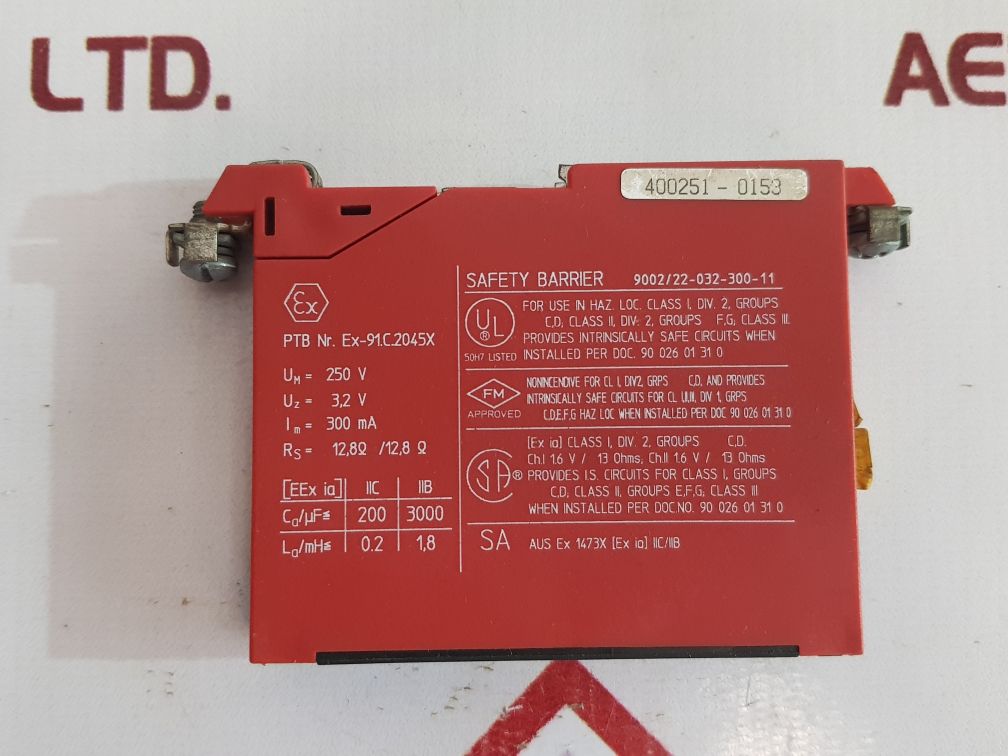 LTD.
AE
400251 - 0153
Ex
PTB Nr. Ex-91.C.2045X
UM = 250 V
Uz = 3,2 V
Im = 300 mA
RS = 12,8Ω /12,8 Ω
[EEx ia] IIC IIB
Ca/μF≤ 200 3000
La/mH≤ 0.2 1,8
SAFETY BARRIER 9002/22-032-300-11
UL ®
50H7 LISTED
FOR USE IN HAZ. LOC. CLASS I, DIV. 2, GROUPS
C,D, CLASS II, DIV. 2, GROUPS F,G; CLASS III.
PROVIDES INTRINSICALLY SAFE CIRCUITS WHEN
INSTALLED PER DOC. 90 026 01 31 0
FM
APPROVED
NONINCENDIVE FOR CL I, DIV2, GRPS C,D, AND PROVIDES
INTRINSICALLY SAFE CIRCUITS FOR CL I,II,III, DIV 1, GRPS
C,D,E,F,G HAZ LOC WHEN INSTALLED PER DOC 90 026 01 31 0
SA ®
[Ex ia] CLASS I, DIV. 2, GROUPS C,D.
Ch.I 1.6 V / 13 Ohms; Ch.II 1.6 V / 13 Ohms
PROVIDES I.S. CIRCUITS FOR CLASS I, GROUPS
C,D; CLASS II, GROUPS E,F,G; CLASS III
WHEN INSTALLED PER DOC.NO. 90 026 01 31 0
SA AUS Ex 1473X [Ex ia] IIC/IIB